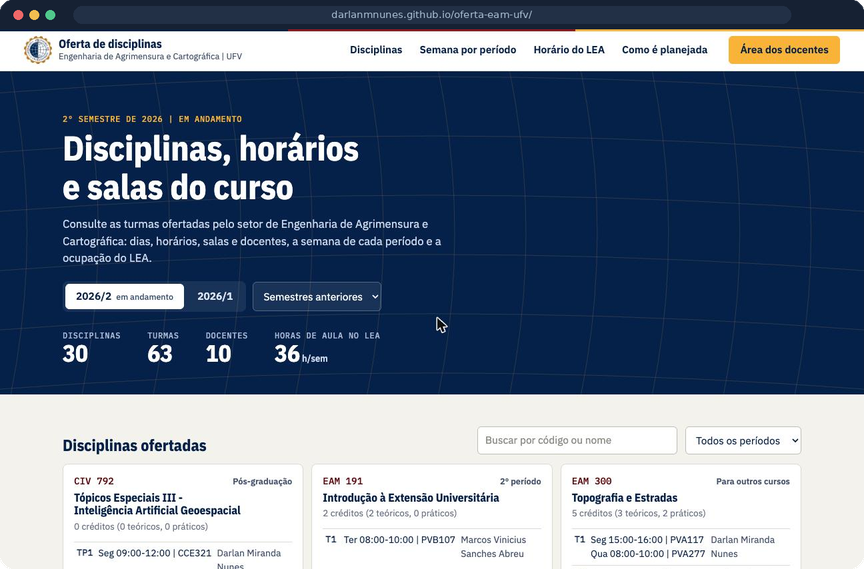 darlanmnunes.github.io/oferta-eam-ufv/
Oferta de disciplinas
Engenharia de Agrimensura e Cartográfica | UFV
Disciplinas
Semana por período
Horário do LEA
Como é planejada
Área dos docentes
2º SEMESTRE DE 2026 | EM ANDAMENTO
Disciplinas, horários
e salas do curso
Consulte as turmas ofertadas pelo setor de Engenharia de Agrimensura e
Cartográfica: dias, horários, salas e docentes, a semana de cada período e a
ocupação do LEA.
2026/2 em andamento
2026/1
Semestres anteriores
DISCIPLINAS
30
TURMAS
63
DOCENTES
10
HORAS DE AULA NO LEA
36 h/sem
Disciplinas ofertadas
Buscar por código ou nome
Todos os períodos
CIV 792
Pós-graduação
Tópicos Especiais III -
Inteligência Artificial Geoespacial
0 créditos (0 teóricos, 0 práticos)
TP1 Seg 09:00-12:00 | CCE321 Darlan Miranda
Nunes
EAM 191
2º período
Introdução à Extensão Universitária
2 créditos (2 teóricos, 0 práticos)
T1 Ter 08:00-10:00 | PVB107 Marcos Vinicius
Sanches Abreu
EAM 300
Para outros cursos
Topografia e Estradas
5 créditos (3 teóricos, 2 práticos)
T1 Seg 15:00-16:00 | PVA117 Darlan Miranda
Qua 08:00-10:00 | PVA277 Nunes